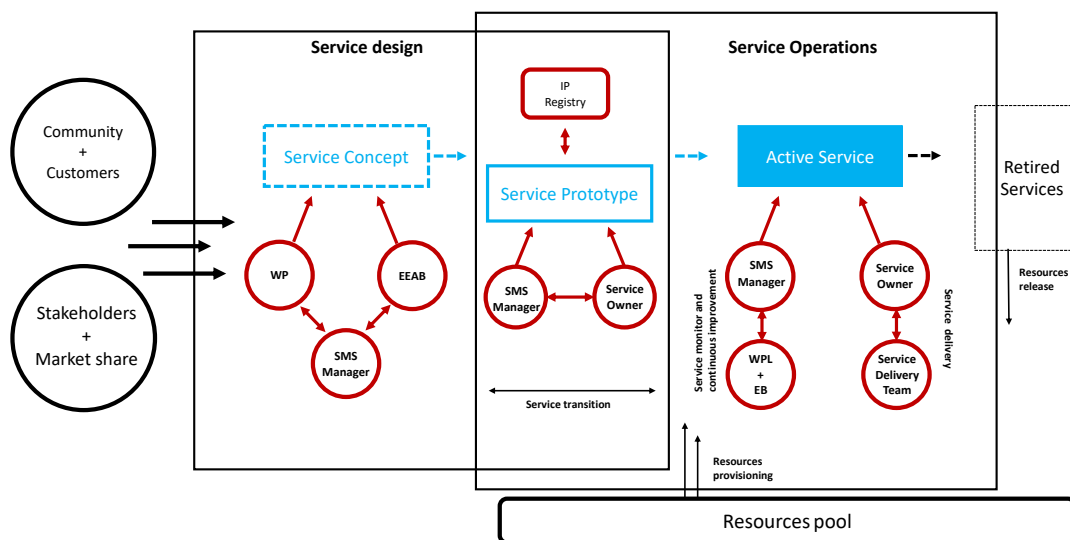 Service design
Service Operations
IP
Registry
Community
+
Customers
Service Concept
Service Prototype
Active Service
Retired
Services
WP
EEAB
SMS
Manager
SMS
Manager
Service
Owner
SMS
Manager
Service
Owner
Stakeholders
+
Market share
WPL
+
EB
Service
Delivery
Team
Service monitor and
continuous improvement
Service delivery
Resources
release
Service transition
Resources
provisioning
Resources pool